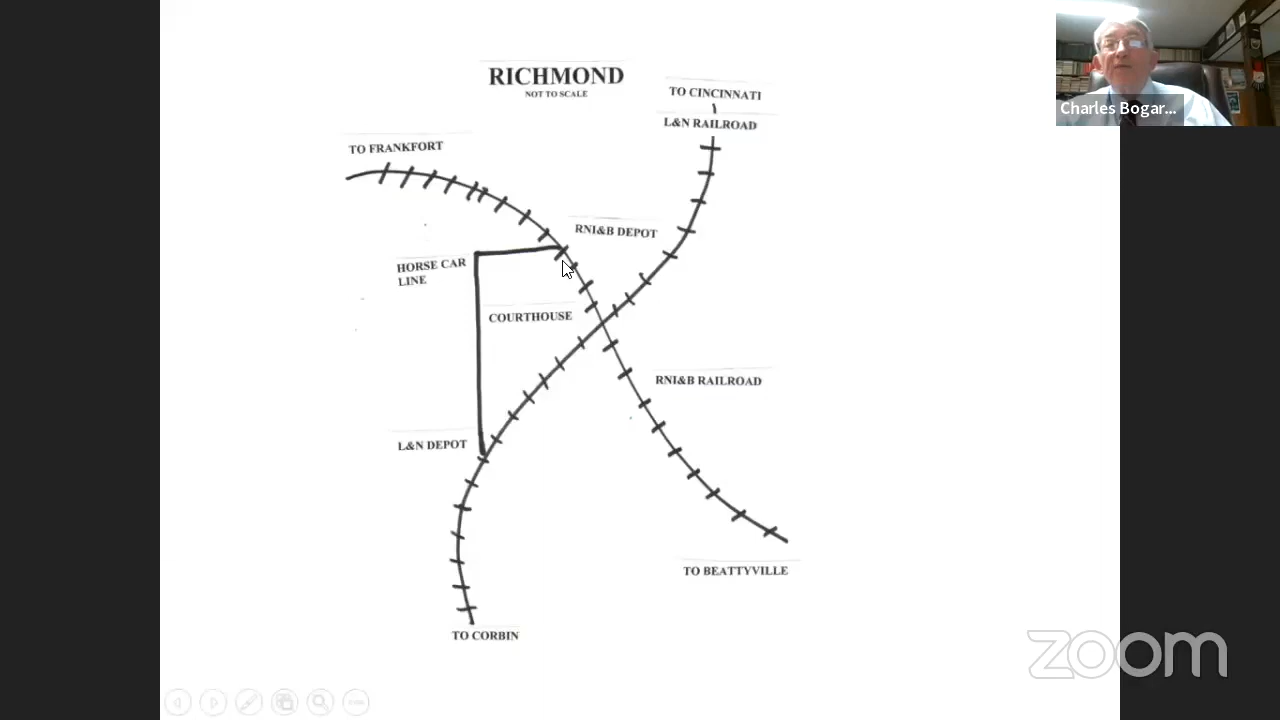 RICHMOND
NOT TO SCALE
TO CINCINNATI
L&N RAILROAD
TO FRANKFORT
RNI&B DEPOT
HORSE CAR
LINE
COURTHOUSE
RNI&B RAILROAD
L&N DEPOT
TO BEATTYVILLE
TO CORBIN
Charles Bogar...
zoom